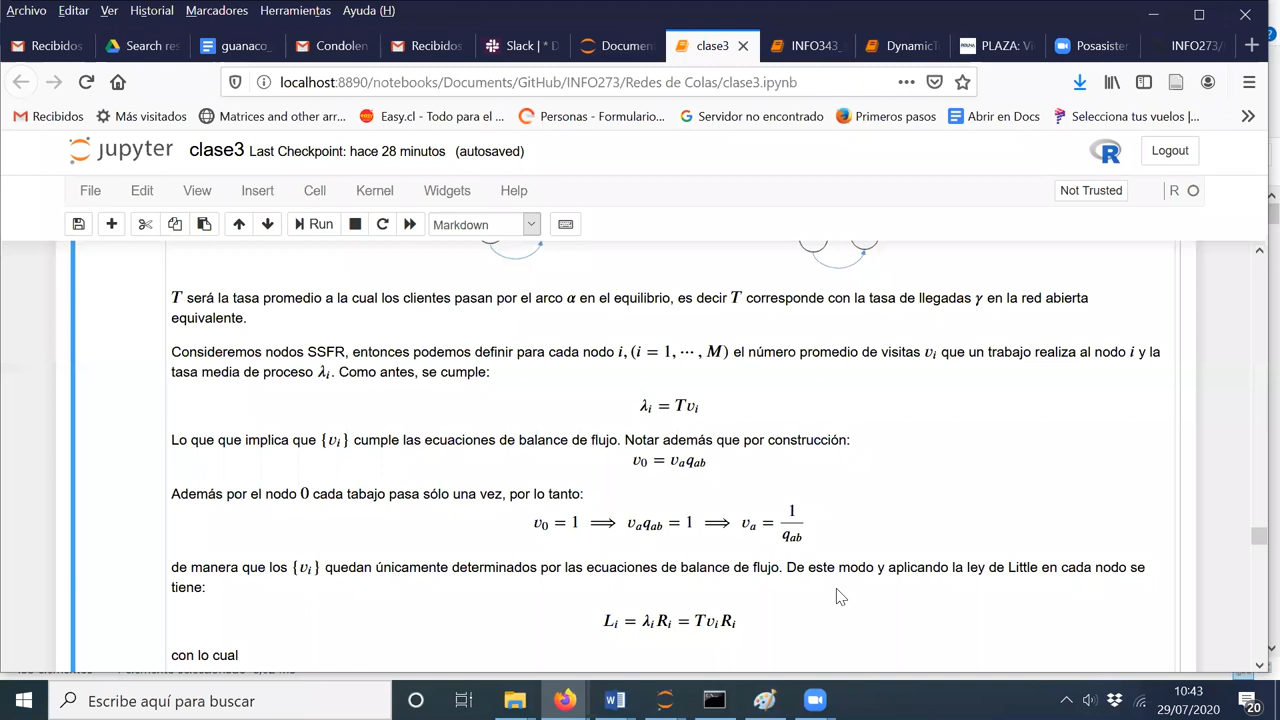 Archivo Editar Ver Historial Marcadores Herramientas Ayuda (H)
recibidos Search re guanaco_ Condolen Recibidos Slack | * D Document clase3 INFO343_ DynamicT PLAZA: Vi Posasister INFO273/
localhost:8890/notebooks/Documents/GitHub/INFO273/Redes de Colas/clase3.ipynb
Recibidos Más visitados Matrices and other arr... Easy.cl - Todo para el ... Personas - Formulario... Servidor no encontrado Primeros pasos Abrir en Docs Selecciona tus vuelos |...
jupyter clase3 Last Checkpoint: hace 28 minutos (autosaved) R Logout
File Edit View Insert Cell Kernel Widgets Help Not Trusted R
Run Markdown
T será la tasa promedio a la cual los clientes pasan por el arco α en el equilibrio, es decir T corresponde con la tasa de llegadas γ en la red abierta
equivalente.
Consideremos nodos SSFR, entonces podemos definir para cada nodo i, (i = 1, ⋯ , M) el número promedio de visitas vᵢ que un trabajo realiza al nodo i y la
tasa media de proceso λᵢ. Como antes, se cumple:
λᵢ = Tvᵢ
Lo que que implica que {vᵢ} cumple las ecuaciones de balance de flujo. Notar además que por construcción:
v₀ = vₐqₐb
Además por el nodo 0 cada tabajo pasa sólo una vez, por lo tanto:
v₀ = 1 ⟹ vₐqₐb = 1 ⟹ vₐ = 1/qₐb
de manera que los {vᵢ} quedan únicamente determinados por las ecuaciones de balance de flujo. De este modo y aplicando la ley de Little en cada nodo se
tiene:
Lᵢ = λᵢRᵢ = TvᵢRᵢ
con lo cual
Escribe aquí para buscar
10:43
29/07/2020
20